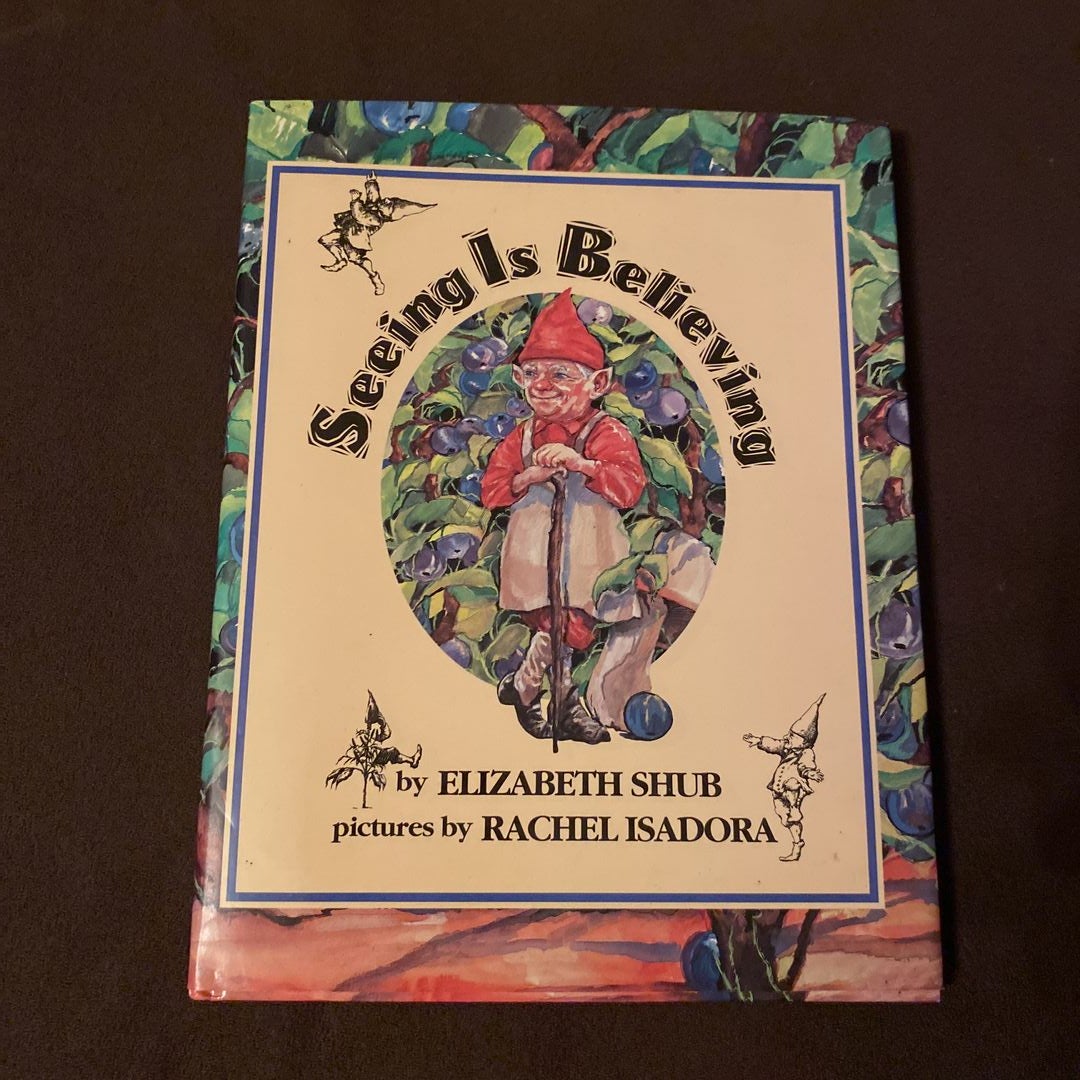 Seeing Is Believing
by ELIZABETH SHUB
pictures by RACHEL ISADORA